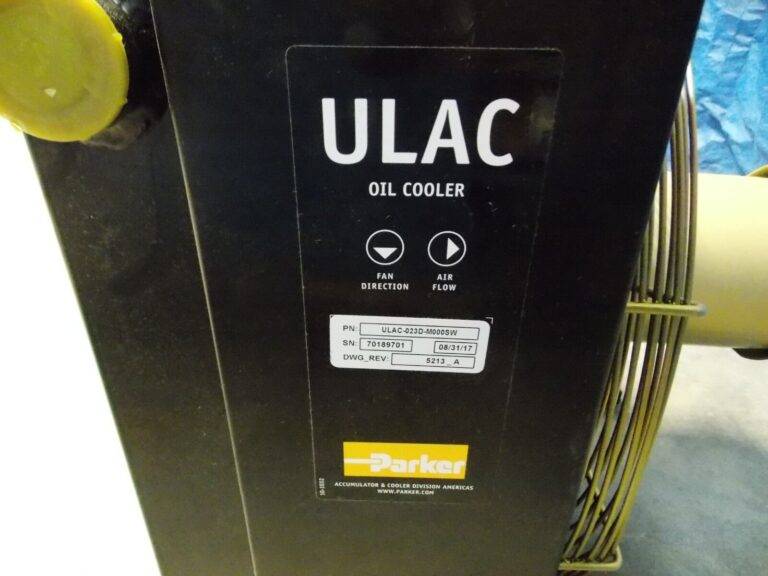 ULAC
OIL COOLER
FAN DIRECTION
AIR FLOW
PN: ULAC-023D-M000SW
SN: 70189701 08/31/17
DWG_REV: 5213_A
Parker
ACCUMULATOR & COOLER DIVISION AMERICAS
WWW.PARKER.COM